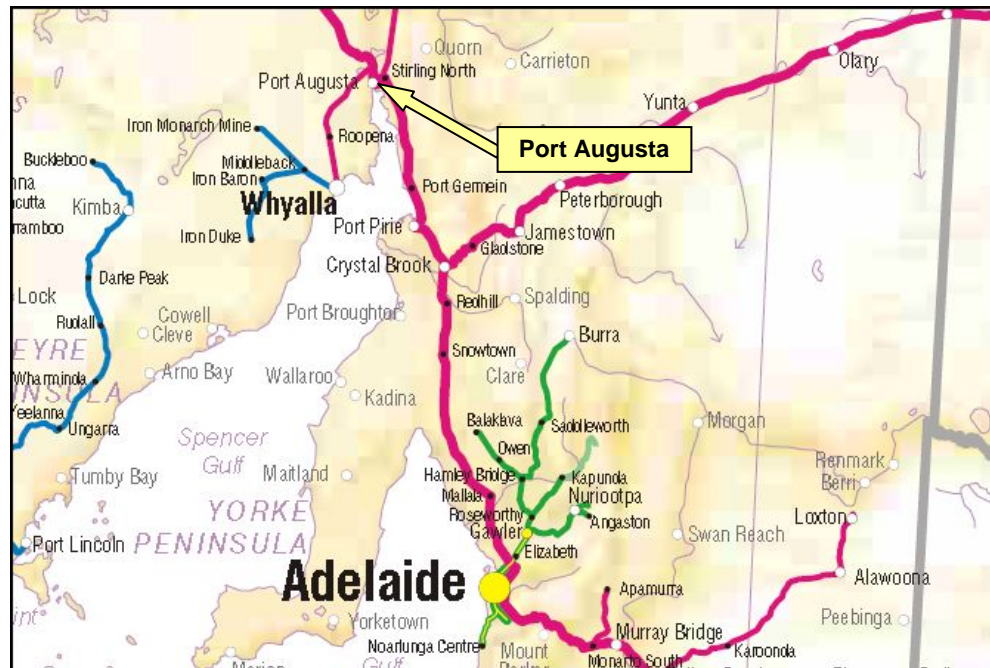 Quorn
Carrieton
Olary
Port Augusta
Stirling North
Yunta
Iron Monarch Mine
Roopena
Port Augusta
Buckleboo
Middleback
Iron Baron
Port Germein
Peterborough
Kimba
Whyalla
Port Pirie
Jamestown
Iron Duke
Gladstone
Crystal Brook
Darke Peak
Lock
Redhill
Spalding
Port Broughton
Rudall
Cowell
Cleve
Burra
EYRE
Snowtown
Clare
Arno Bay
Wallaroo
Wharminda
Kadina
Yeelanna
Ungarra
Balaklava
Saddleworth
Morgan
Spencer
Gulf
Owen
Tumby Bay
Maitland
Hamley Bridge
Kapunda
Renmark
Berri
Mallala
Nuriootpa
YORKE
PENINSULA
Roseworthy
Angaston
Loxton
Gawler
Swan Reach
Port Lincoln
Elizabeth
Adelaide
Alawoona
Apamurra
Peebinga
Yorketown
Murray Bridge
Noarlunga Centre
Mount
Monarto South
Karoonda
Gulf